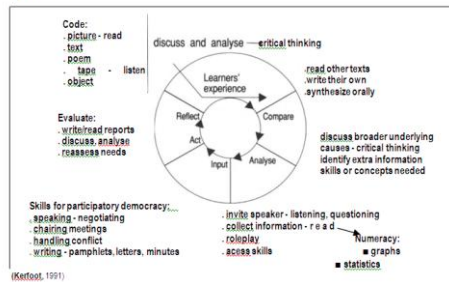 Code:
. picture - read
. text
. poem
. tape - listen
. object
discuss and analyse
critical thinking
Learners'
experience
. read other texts
. write their own
. synthesize orally
Reflect
Compare
Act
Input
Analyse
Evaluate:
. write/read reports
. discuss, analyse
. reassess needs
discuss broader underlying
causes - critical thinking
identify extra information
skills or concepts needed
Skills for participatory democracy:
. speaking - negotiating
. chairing meetings
. handling conflict
. writing - pamphlets, letters, minutes
. invite speaker - listening, questioning
. collect information - r e a d
. roleplay
. acess skills
Numeracy:
■ graphs
■ statistics
(Kerfoot, 1991)